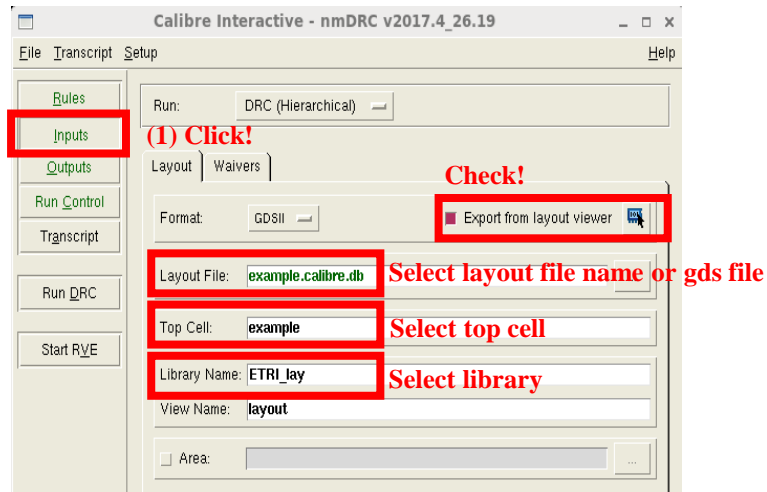 Calibre Interactive - nmDRC v2017.4_26.19
File Transcript Setup Help
Rules
Run: DRC (Hierarchical)
Inputs
(1) Click!
Outputs
Layout Waivers
Check!
Run Control
Format: GDSII Export from layout viewer
Transcript
Layout File: example.calibre.db Select layout file name or gds file
Run DRC
Top Cell: example Select top cell
Start RVE
Library Name: ETRI_lay Select library
View Name: layout
Area: ...